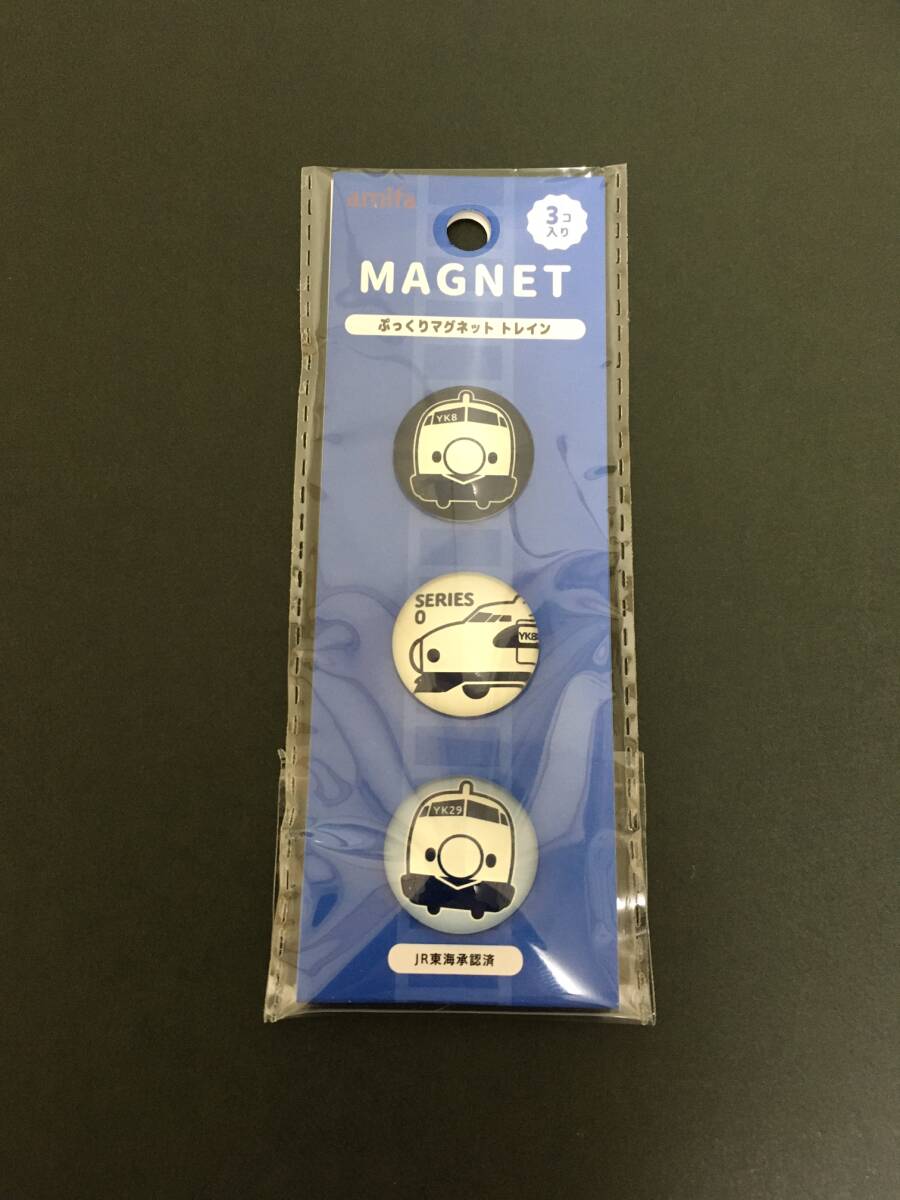 amifa
3コ
入り
MAGNET
ぷっくりマグネット トレイン
YK8
SERIES
0
YK8
YK29
JR東海承認済